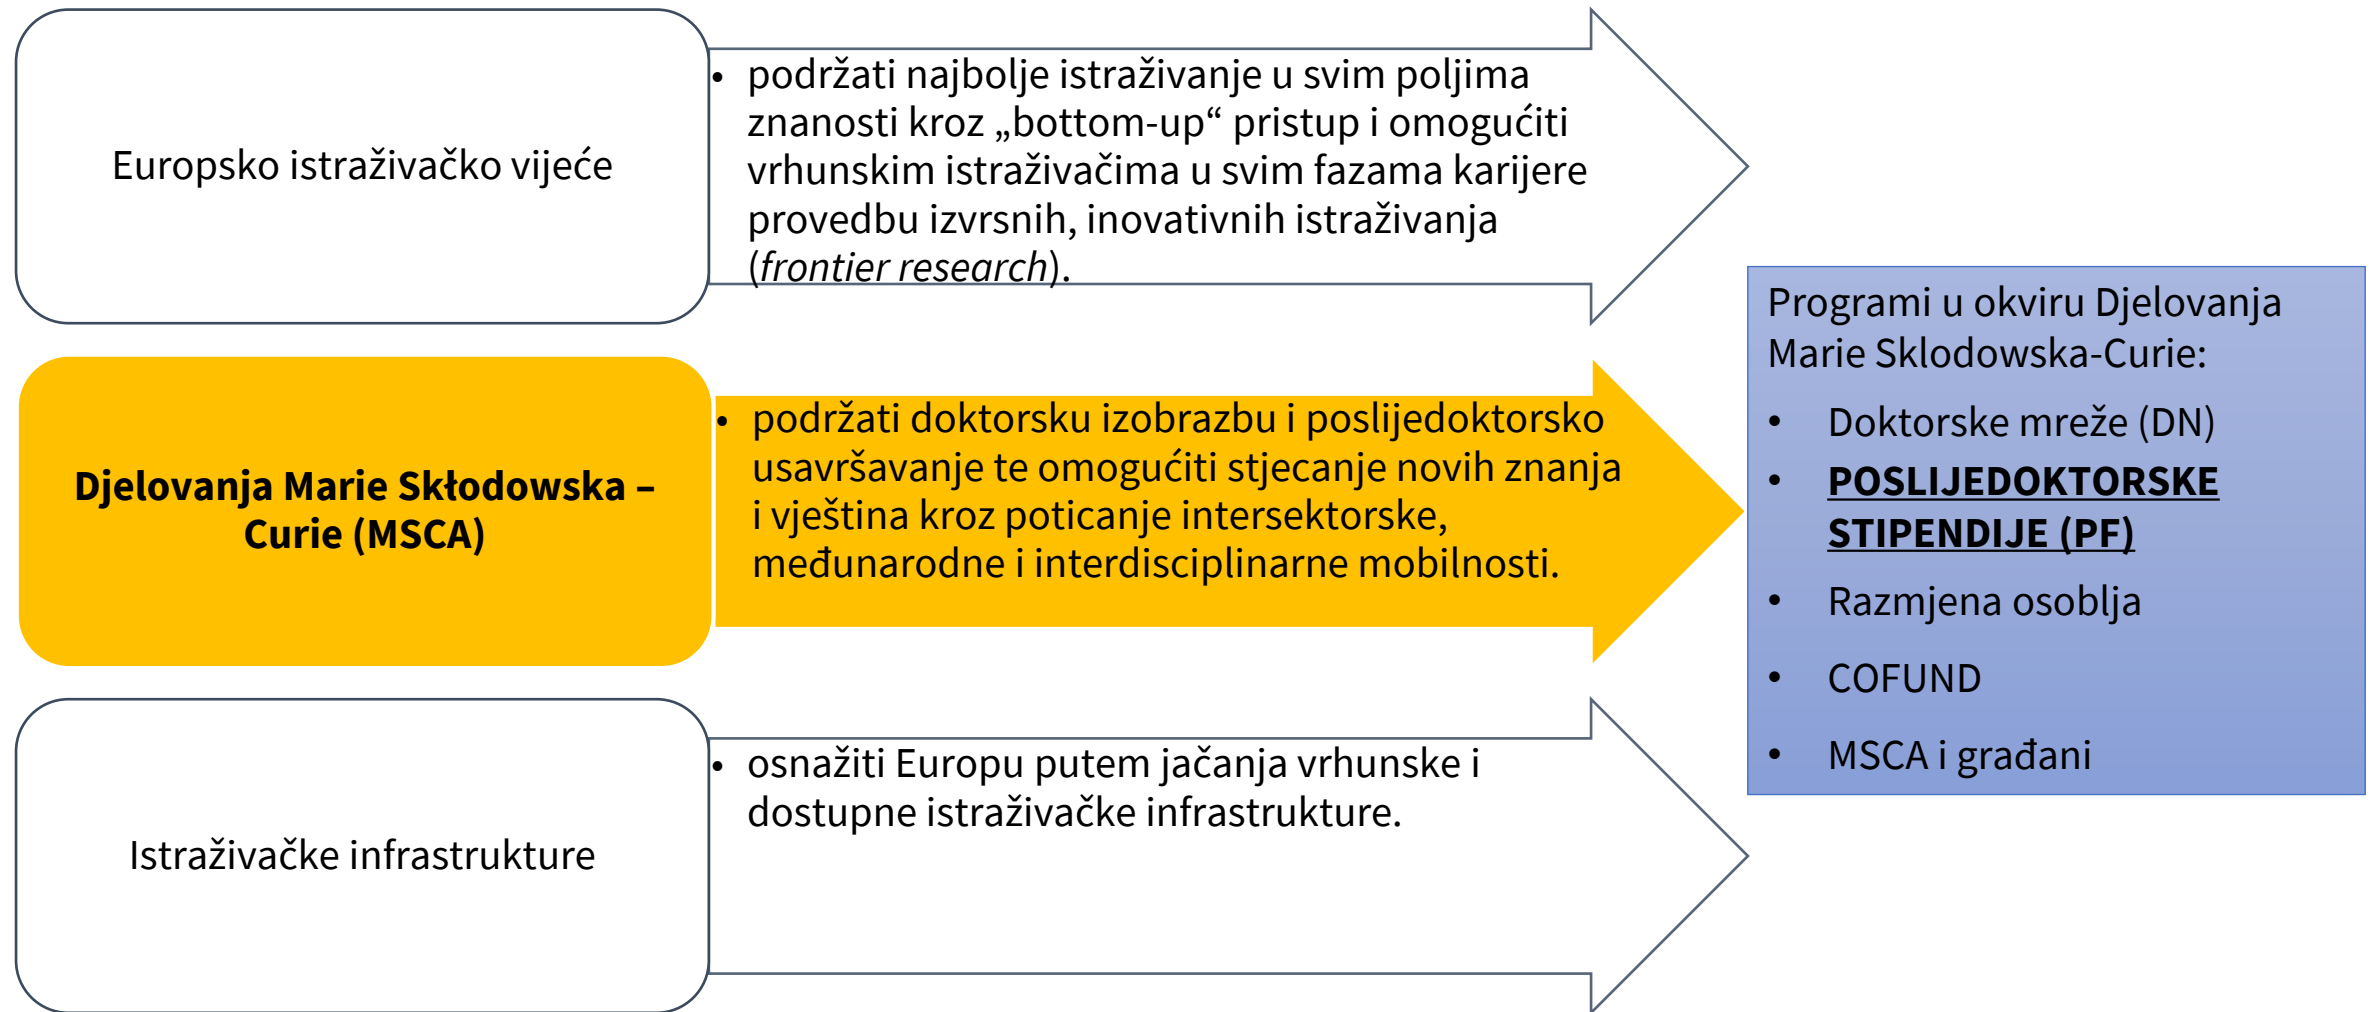 Europsko istraživačko vijeće
• podržati najbolje istraživanje u svim poljima
znanosti kroz „bottom-up“ pristup i omogućiti
vrhunskim istraživačima u svim fazama karijere
provedbu izvrsnih, inovativnih istraživanja
(frontier research).
Djelovanja Marie Skłodowska –
Curie (MSCA)
• podržati doktorsku izobrazbu i poslijedoktorsko
usavršavanje te omogućiti stjecanje novih znanja
i vještina kroz poticanje intersektorske,
međunarodne i interdisciplinarne mobilnosti.
Istraživačke infrastrukture
• osnažiti Europu putem jačanja vrhunske i
dostupne istraživačke infrastrukture.
Programi u okviru Djelovanja
Marie Sklodowska-Curie:
• Doktorske mreže (DN)
• POSLIJEDOKTORSKE
STIPENDIJE (PF)
• Razmjena osoblja
• COFUND
• MSCA i građani